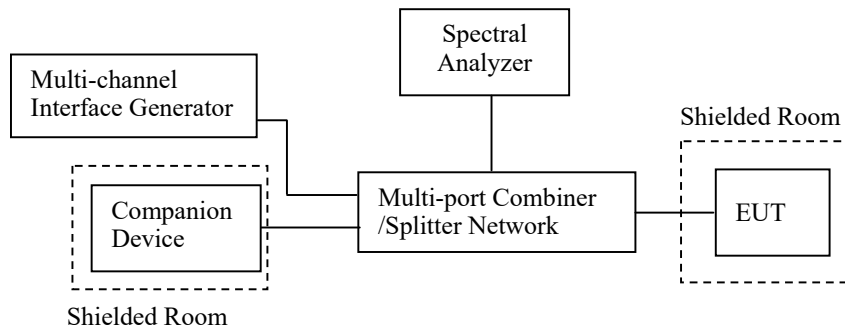 Spectral
Analyzer
Multi-channel
Interface Generator
Shielded Room
Companion
Device
Multi-port Combiner
/Splitter Network
EUT
Shielded Room